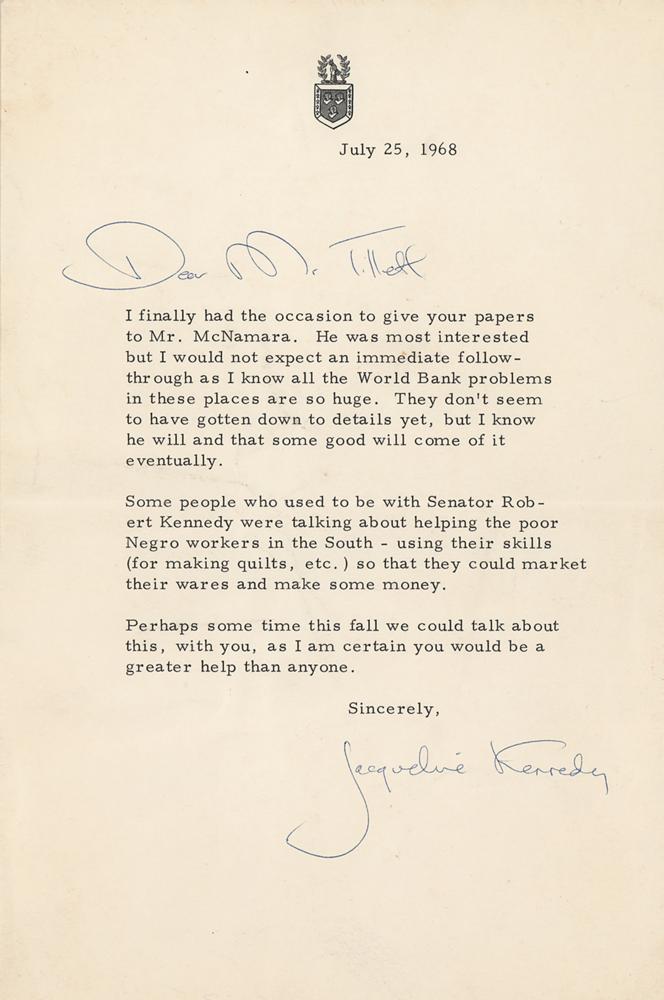 July 25, 1968
Dear Mr. Tillett
I finally had the occasion to give your papers
to Mr. McNamara. He was most interested
but I would not expect an immediate follow-
through as I know all the World Bank problems
in these places are so huge. They don't seem
to have gotten down to details yet, but I know
he will and that some good will come of it
eventually.
Some people who used to be with Senator Rob-
ert Kennedy were talking about helping the poor
Negro workers in the South - using their skills
(for making quilts, etc.) so that they could market
their wares and make some money.
Perhaps some time this fall we could talk about
this, with you, as I am certain you would be a
greater help than anyone.
Sincerely,
Jacqueline Kennedy